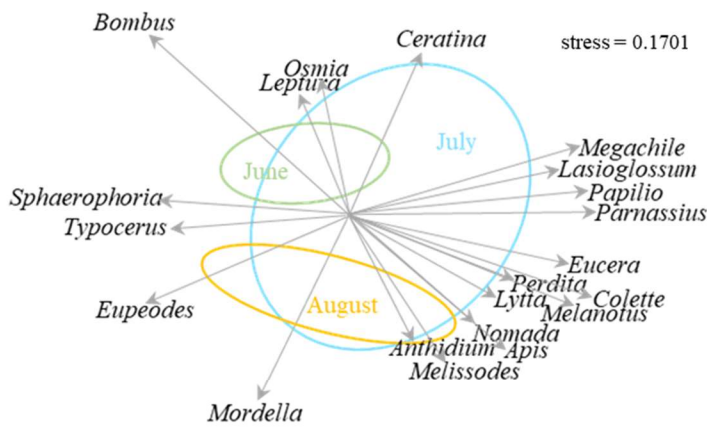 Bombus
Ceratina
stress = 0.1701
Osmia
Leptura
July
June
Megachile
Lasioglossum
Papilio
Parnassius
Sphaerophoria
Typocerus
Eucera
Perdita
Lytta
Colette
Melanotus
Eupeodes
August
Nomada
Anthidium
Apis
Melissodes
Mordella